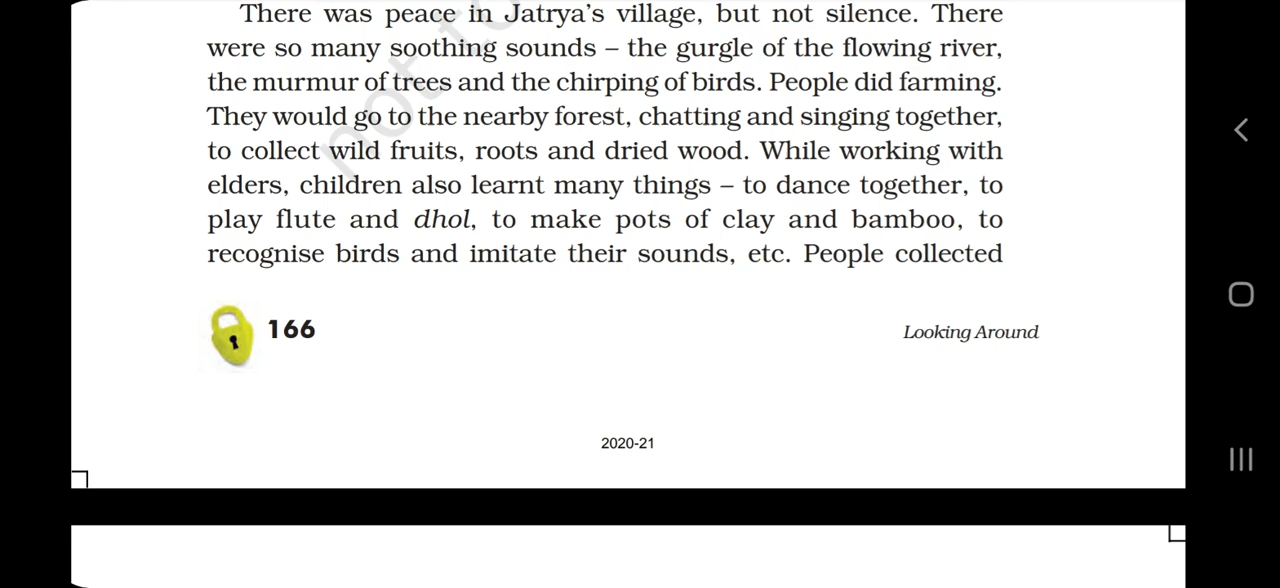 There was peace in Jatrya’s village, but not silence. There
were so many soothing sounds – the gurgle of the flowing river,
the murmur of trees and the chirping of birds. People did farming.
They would go to the nearby forest, chatting and singing together,
to collect wild fruits, roots and dried wood. While working with
elders, children also learnt many things – to dance together, to
play flute and dhol, to make pots of clay and bamboo, to
recognise birds and imitate their sounds, etc. People collected
166
Looking Around
2020-21
not to